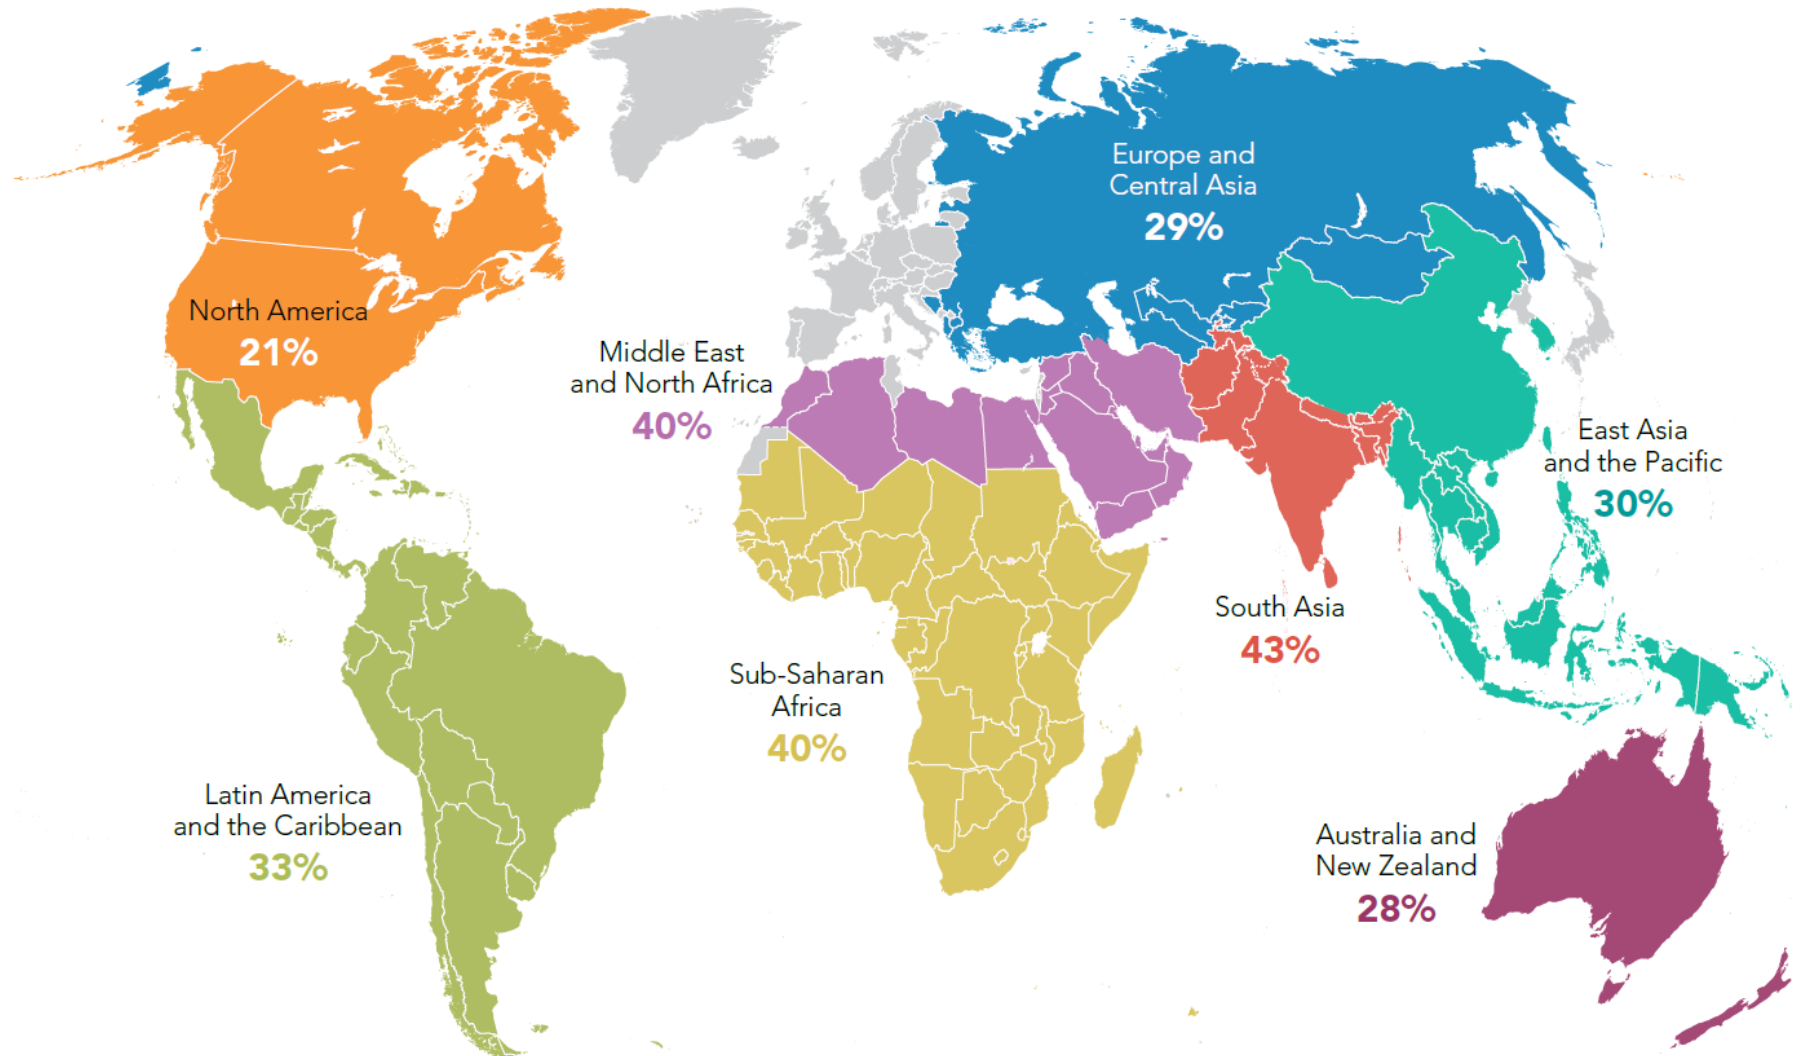 Europe and
Central Asia
29%
North America
21%
Middle East
and North Africa
40%
East Asia
and the Pacific
30%
South Asia
43%
Sub-Saharan
Africa
40%
Latin America
and the Caribbean
33%
Australia and
New Zealand
28%